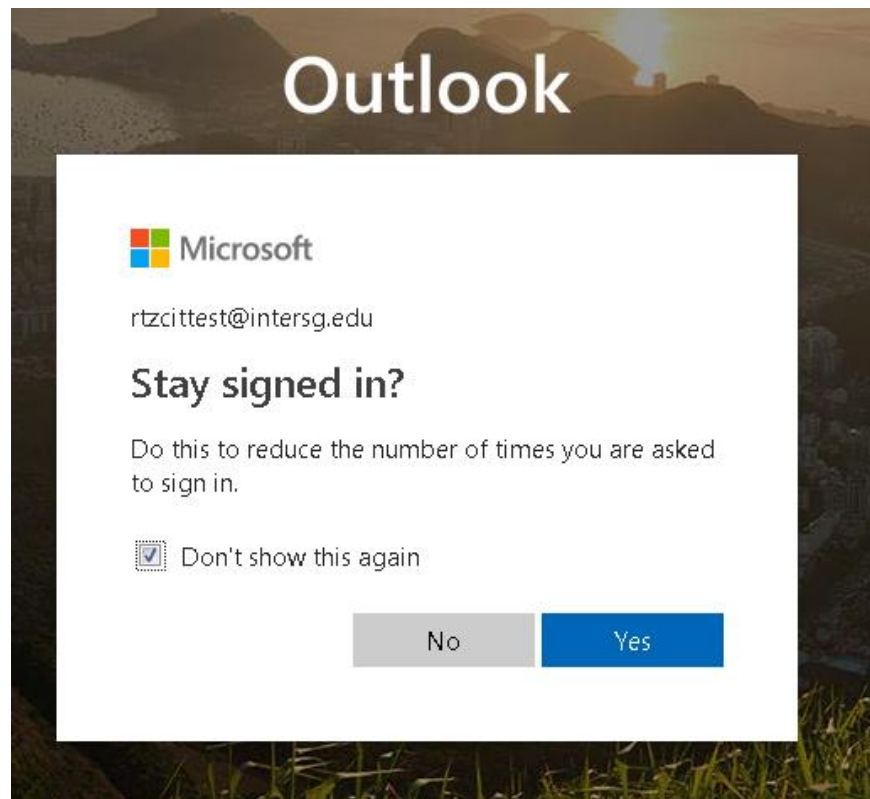 Outlook
Microsoft
rtzcittest@intersg.edu
Stay signed in?
Do this to reduce the number of times you are asked
to sign in.
Don't show this again
No Yes